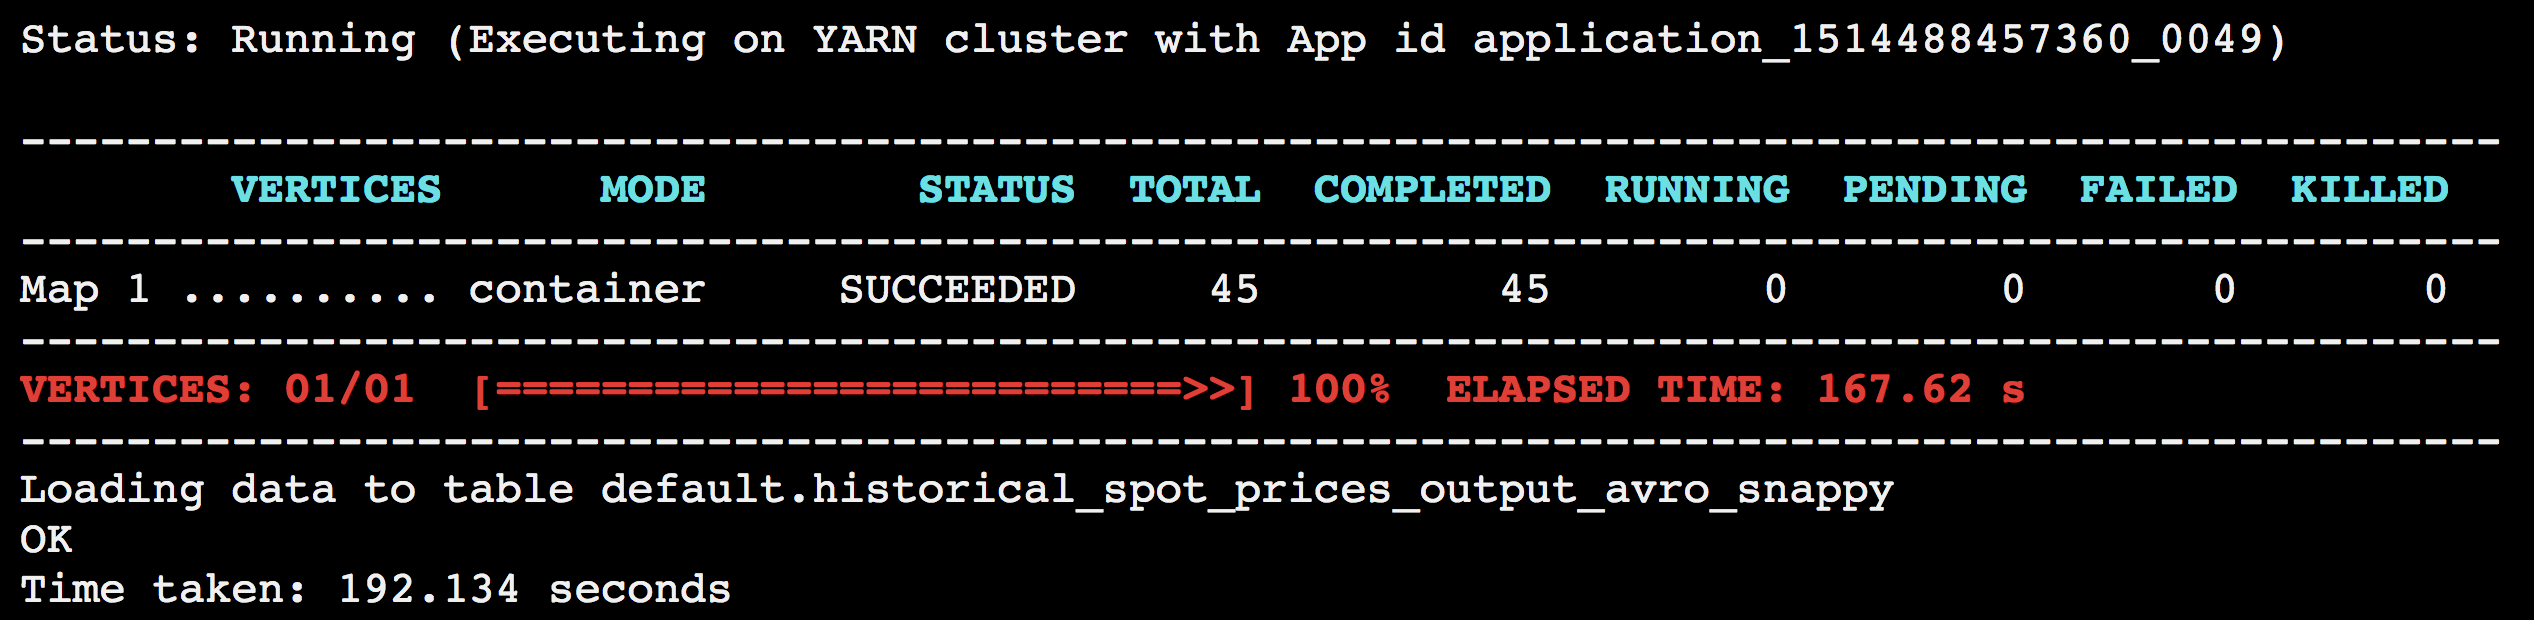 Status: Running (Executing on YARN cluster with App id application_1514488457360_0049)
----------------------------------------------------------------------------------------------
        VERTICES      MODE        STATUS  TOTAL  COMPLETED  RUNNING  PENDING  FAILED  KILLED
----------------------------------------------------------------------------------------------
Map 1 .......... container     SUCCEEDED     45         45        0        0       0       0
----------------------------------------------------------------------------------------------
VERTICES: 01/01  [==========================>>] 100%  ELAPSED TIME: 167.62 s
----------------------------------------------------------------------------------------------
Loading data to table default.historical_spot_prices_output_avro_snappy
OK
Time taken: 192.134 seconds